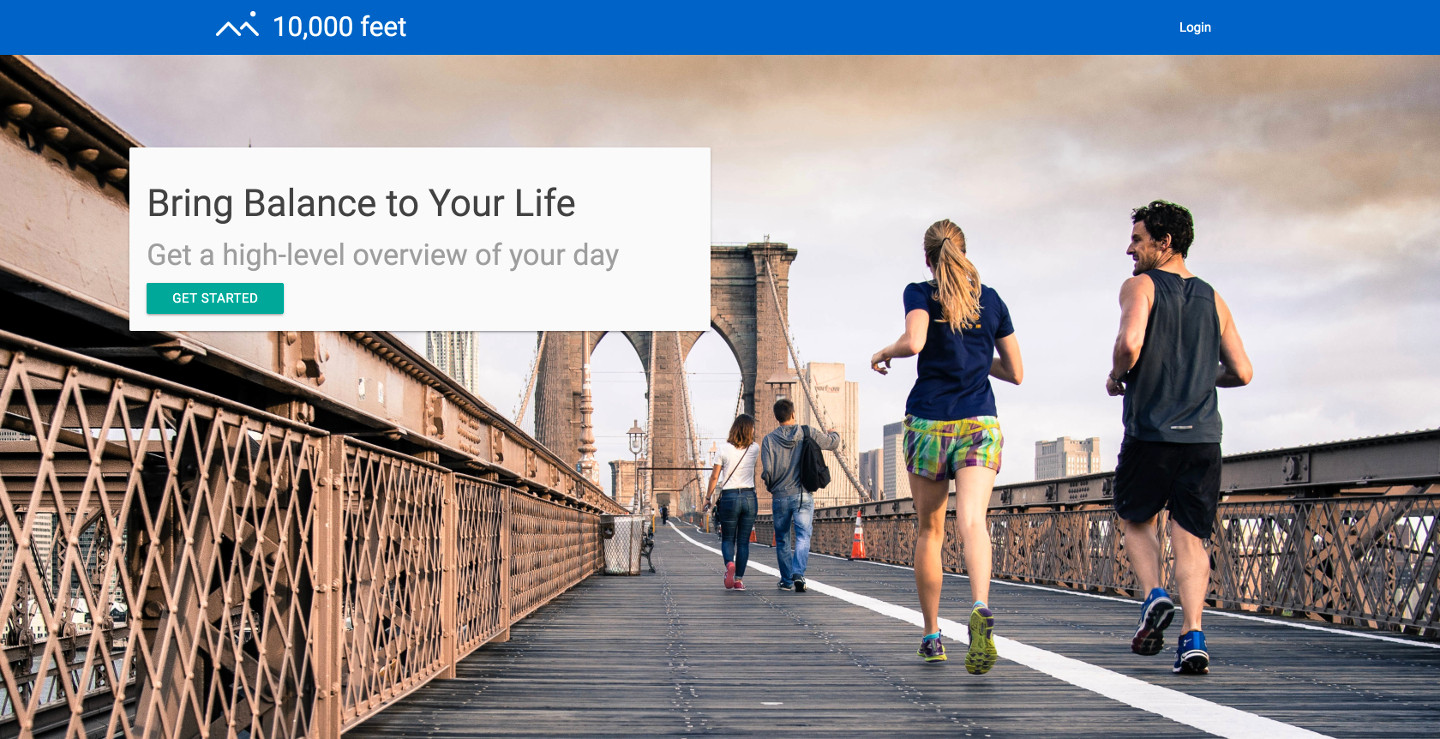 10,000 feet
Login
Bring Balance to Your Life
Get a high-level overview of your day
GET STARTED